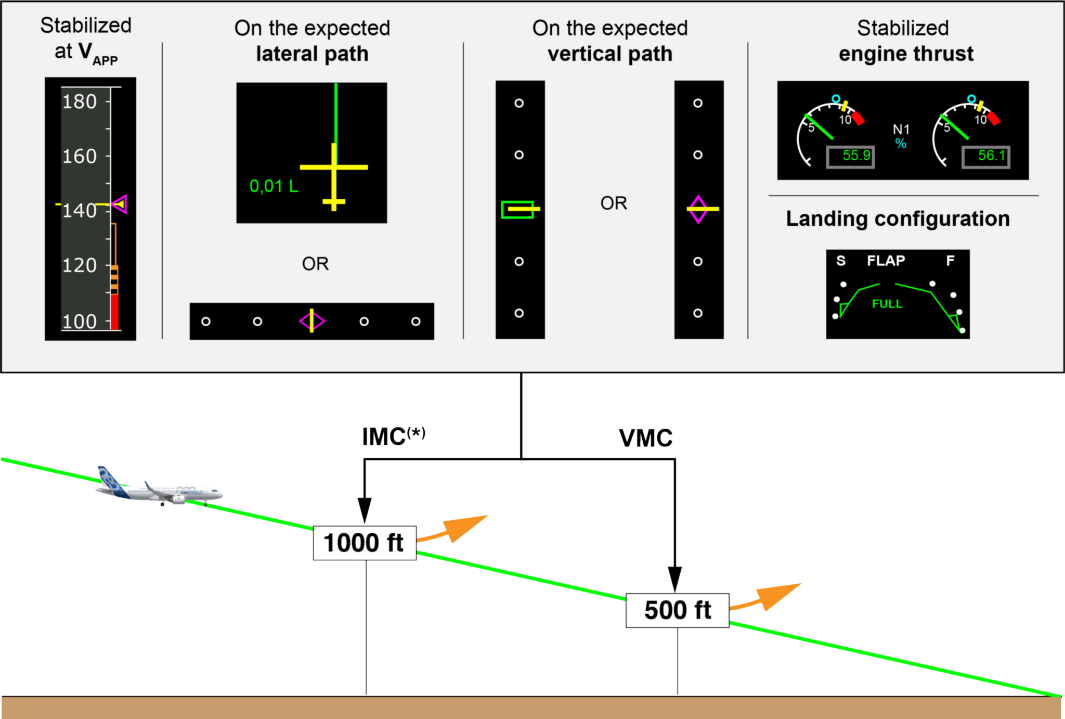 Stabilized
at VAPP
On the expected
lateral path
On the expected
vertical path
Stabilized
engine thrust
180
160
140
120
100
0,01 L
OR
OR
5
10
55.9
N1
%
5
10
56.1
Landing configuration
S FLAP F
FULL
IMC(*)
VMC
1000 ft
500 ft